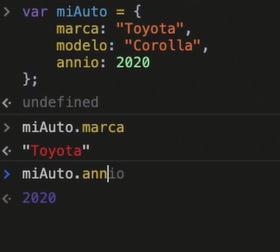 > var miAuto = {
marca: "Toyota",
modelo: "Corolla",
annio: 2020
};
undefined
> miAuto.marca
"Toyota"
> miAuto.annio
2020